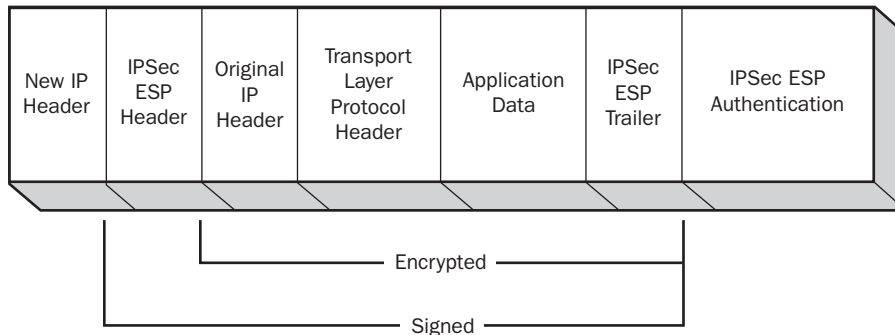 New IP
Header
IPSec
ESP
Header
Original
IP
Header
Transport
Layer
Protocol
Header
Application
Data
IPSec
ESP
Trailer
IPSec ESP
Authentication
Encrypted
Signed